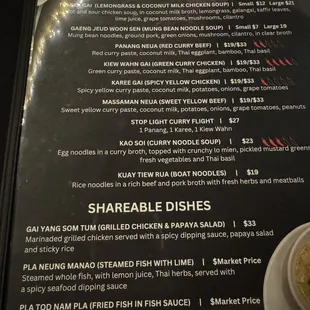 (LEMONGRASS & COCONUT MILK CHICKEN SOUP) | Small $12 Large $21
Hot and sour chicken soup, in coconut milk broth, lemongrass, galangal, kaffir leaves,
lime juice, grape tomatoes, mushrooms, cilantro
GAENG JEUD WOON SEN (MUNG BEAN NOODLE SOUP) | Small $7 Large 19
Mung bean noodles, ground pork, green onions, mushrooms, cilantro, in clear broth
PANANG NEUA (RED CURRY BEEF) | $19/$33
Red curry paste, coconut milk, Thai eggplant, bamboo, Thai basil
KIEW WAHN GAI (GREEN CURRY CHICKEN) | $19/$33
Green curry paste, coconut milk, Thai eggplant, bamboo, Thai basil
KAREE GAI (SPICY YELLOW CHICKEN) | $19/$33
Spicy yellow curry paste, coconut milk, potatoes, onions, grape tomatoes
MASSAMAN NEUA (SWEET YELLOW BEEF) | $19/$33
Sweet yellow curry paste, coconut milk, potatoes, onions, grape tomatoes, peanuts
STOP LIGHT CURRY FLIGHT | $27
1 Panang, 1 Karee, 1 Kiew Wahn
KAO SOI (CURRY NOODLE SOUP) | $23
Egg noodles in a curry broth, topped with crunchy lo mien, pickled mustard greens
fresh vegetables and Thai basil
KUAY TIEW RUA (BOAT NOODLES) | $19
Rice noodles in a rich beef and pork broth with fresh herbs and meatballs
SHAREABLE DISHES
GAI YANG SOM TUM (GRILLED CHICKEN & PAPAYA SALAD) | $33
Marinaded grilled chicken served with a spicy dipping sauce, papaya salad
and sticky rice
PLA NEUNG MANAO (STEAMED FISH WITH LIME) | $Market Price
Steamed whole fish, with lemon juice, Thai herbs, served with
a spicy seafood dipping sauce
PLA TOD NAM PLA (FRIED FISH IN FISH SAUCE) | $Market Price